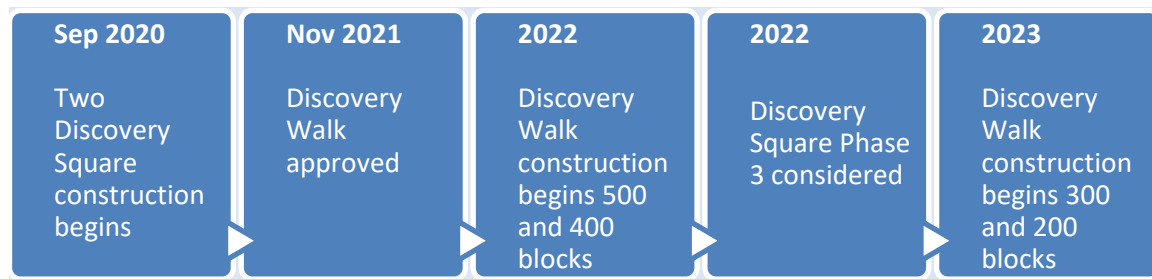 Sep 2020
Two
Discovery
Square
construction
begins
Nov 2021
Discovery
Walk
approved
2022
Discovery
Walk
construction
begins 500
and 400
blocks
2022
Discovery
Square Phase
3 considered
2023
Discovery
Walk
construction
begins 300
and 200
blocks